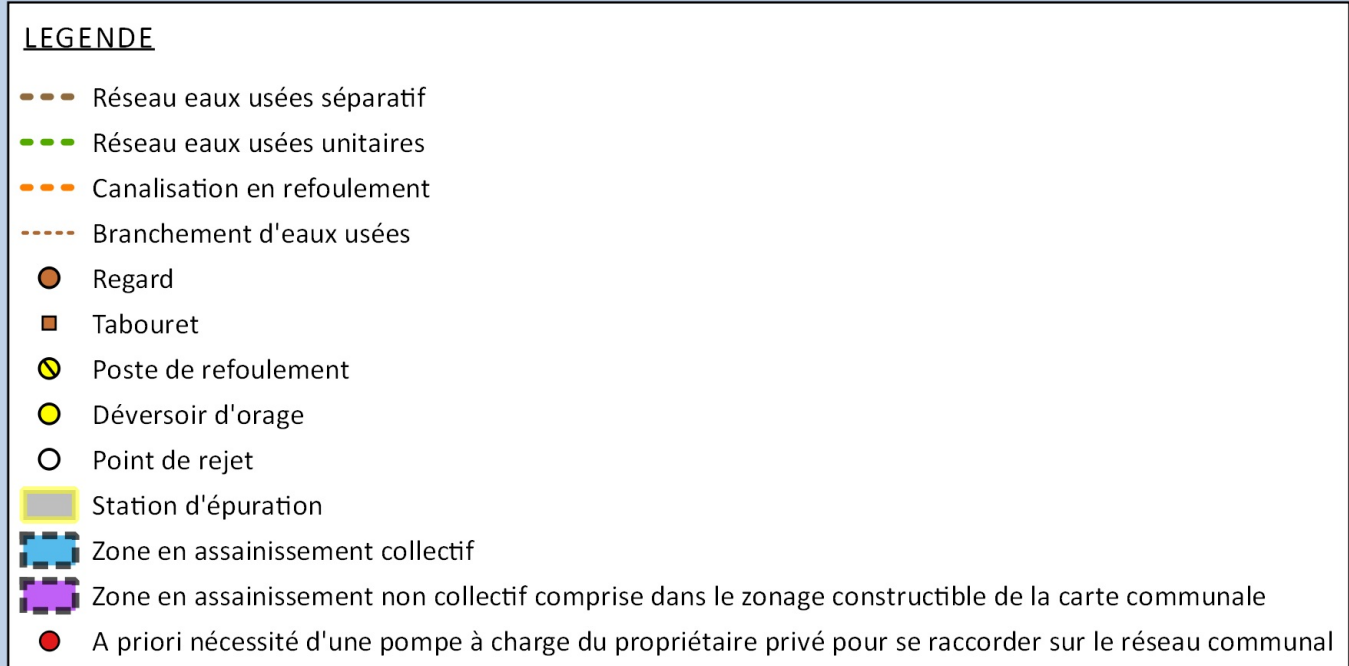 LEGENDE
Réseau eaux usées séparatif
Réseau eaux usées unitaires
Canalisation en refoulement
Branchement d'eaux usées
Regard
Tabouret
Poste de refoulement
Déversoir d'orage
Point de rejet
Station d'épuration
Zone en assainissement collectif
Zone en assainissement non collectif comprise dans le zonage constructible de la carte communale
A priori nécessité d'une pompe à charge du propriétaire privé pour se raccorder sur le réseau communal